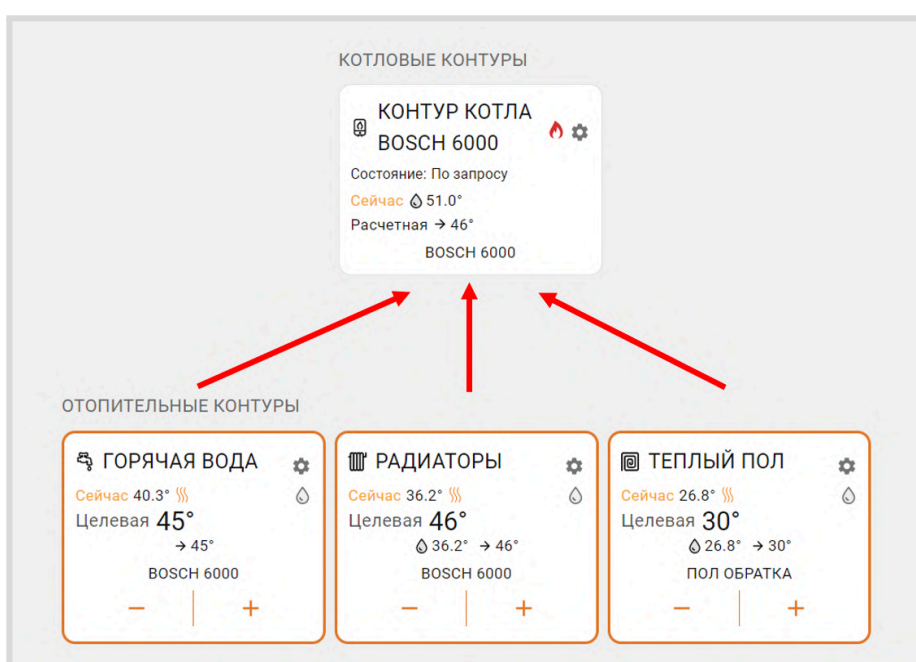 КОТЛОВЫЕ КОНТУРЫ
КОНТУР КОТЛА
BOSCH 6000
Состояние: По запросу
Сейчас 51.0°
Расчетная → 46°
BOSCH 6000
ОТОПИТЕЛЬНЫЕ КОНТУРЫ
ГОРЯЧАЯ ВОДА
Сейчас 40.3°
Целевая 45°
→ 45°
BOSCH 6000
− +
РАДИАТОРЫ
Сейчас 36.2°
Целевая 46°
36.2° → 46°
BOSCH 6000
− +
ТЕПЛЫЙ ПОЛ
Сейчас 26.8°
Целевая 30°
26.8° → 30°
ПОЛ ОБРАТКА
− +